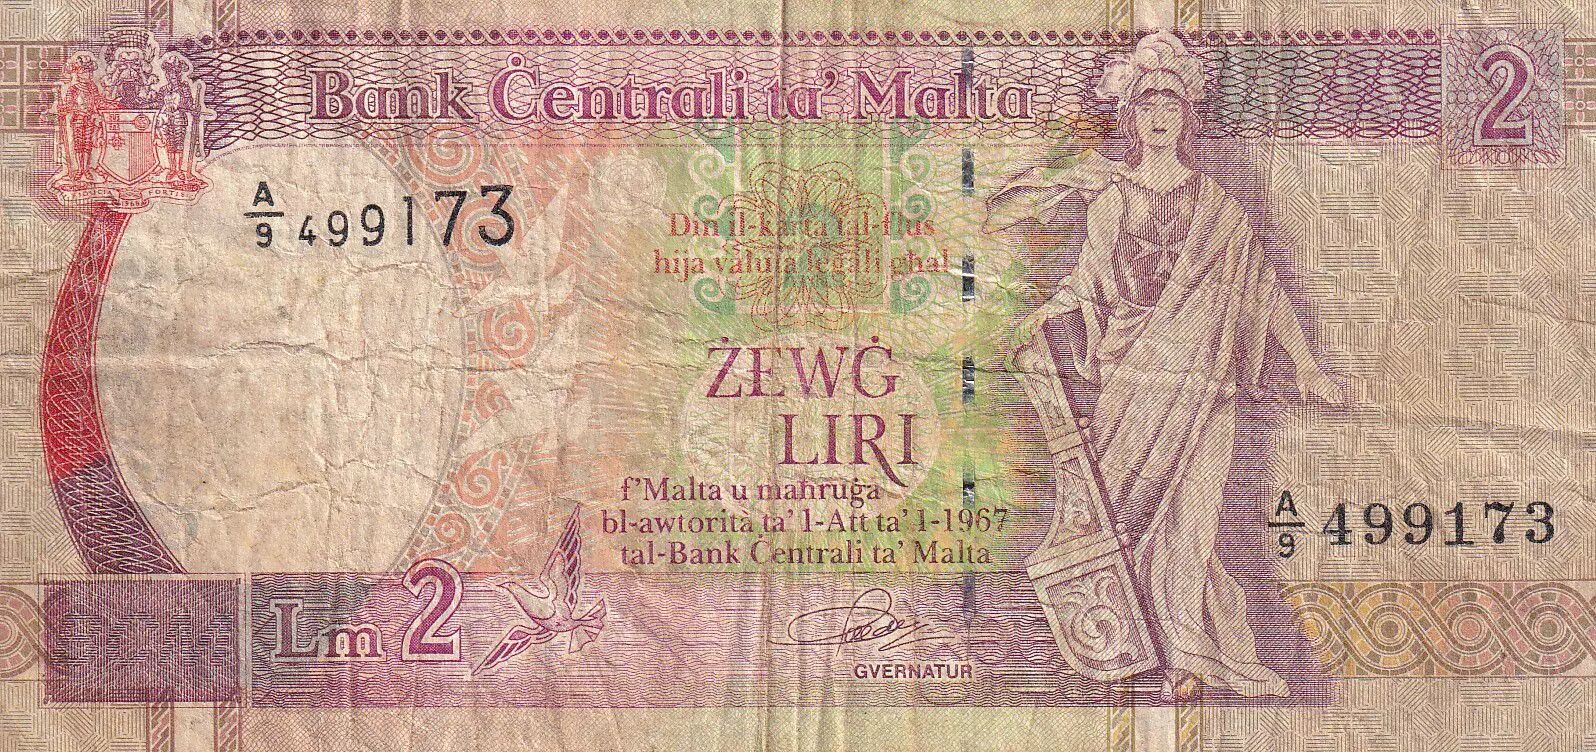 Bank Ċentrali ta' Malta
2
A/9 499173
Din il-karta tal-flus
hija valuta legali għal
ŻEWĠ
LIRI
f'Malta u maħruġa
bl-awtorità ta' l-Att ta' l-1967
tal-Bank Ċentrali ta' Malta
A/9 499173
Lm 2
GVERNATUR